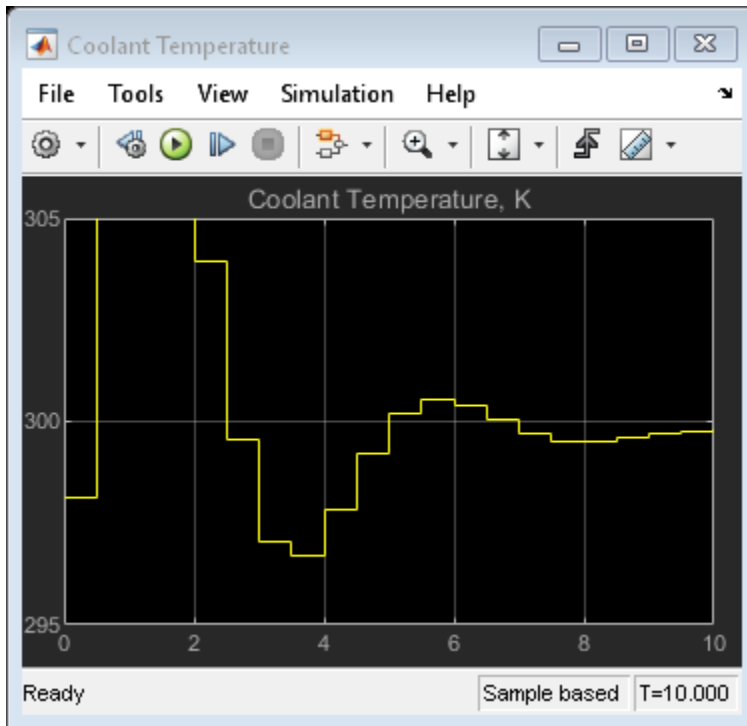 Coolant Temperature
File Tools View Simulation Help
Coolant Temperature, K
305
300
295
0 2 4 6 8 10
Ready Sample based T=10.000